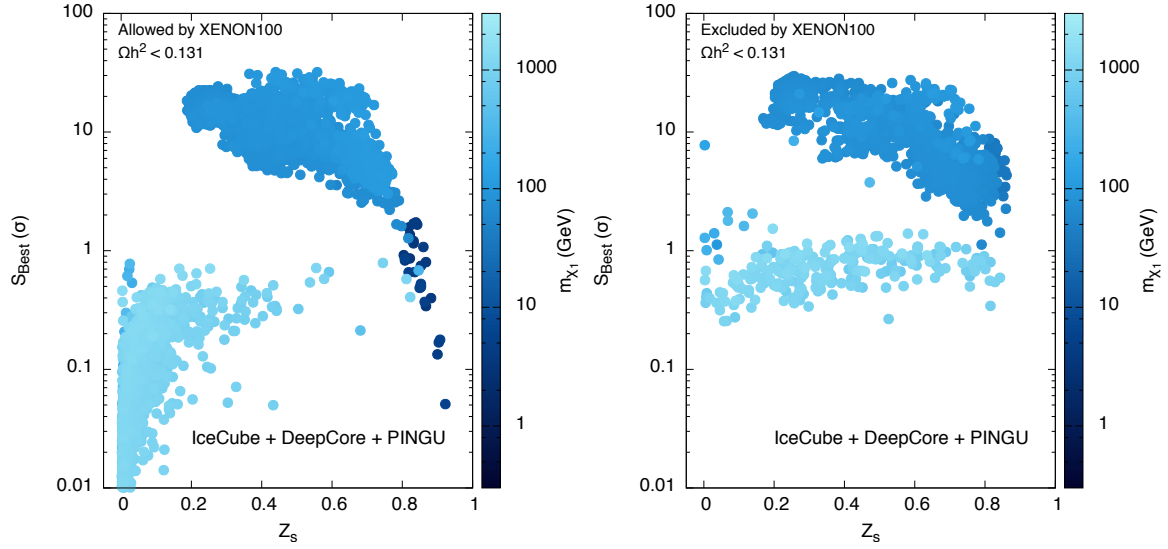 Allowed by XENON100
Ωh² < 0.131
100
10
1
0.1
0.01
S_Best (σ)
0 0.2 0.4 0.6 0.8 1
Z_s
IceCube + DeepCore + PINGU
1000
100
10
1
m_χ₁ (GeV)
Excluded by XENON100
Ωh² < 0.131
100
10
1
0.1
0.01
S_Best (σ)
0 0.2 0.4 0.6 0.8 1
Z_s
IceCube + DeepCore + PINGU
1000
100
10
1
m_χ₁ (GeV)